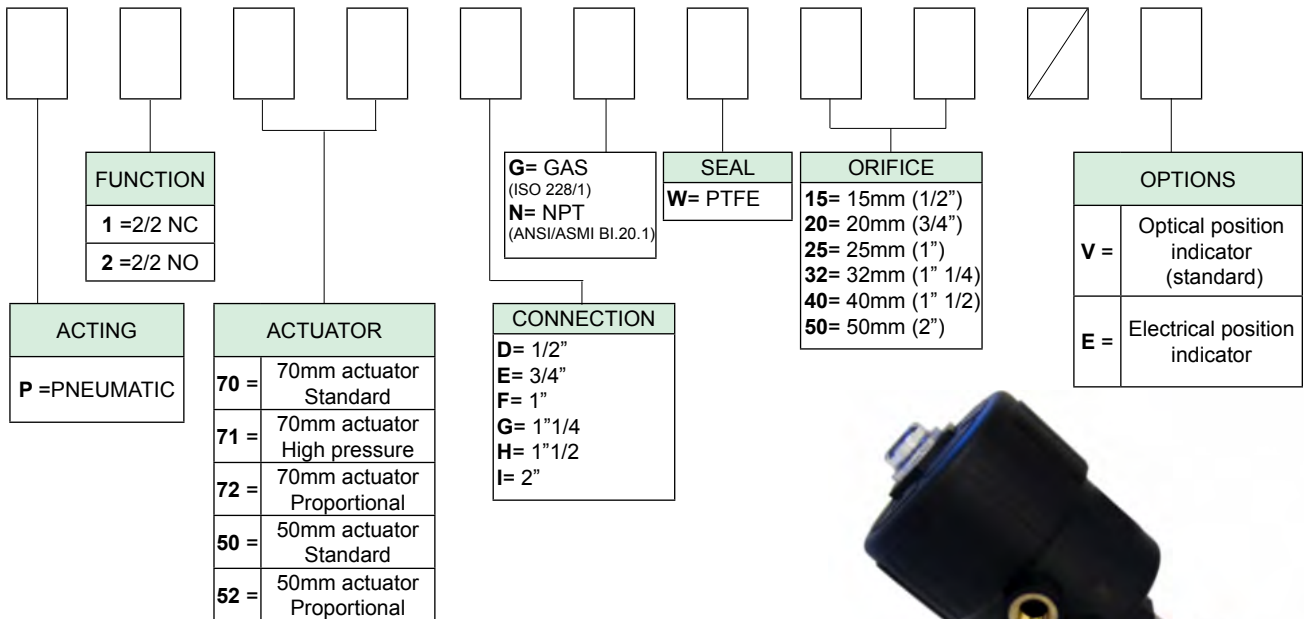 FUNCTION
1 =2/2 NC
2 =2/2 NO
G= GAS
(ISO 228/1)
N= NPT
(ANSI/ASMI BI.20.1)
SEAL
W= PTFE
ORIFICE
15= 15mm (1/2”)
20= 20mm (3/4”)
25= 25mm (1”)
32= 32mm (1” 1/4)
40= 40mm (1” 1/2)
50= 50mm (2”)
OPTIONS
V = Optical position
indicator
(standard)
E = Electrical position
indicator
ACTING
P =PNEUMATIC
ACTUATOR
70 = 70mm actuator
Standard
71 = 70mm actuator
High pressure
72 = 70mm actuator
Proportional
50 = 50mm actuator
Standard
52 = 50mm actuator
Proportional
CONNECTION
D= 1/2”
E= 3/4”
F= 1”
G= 1”1/4
H= 1”1/2
I= 2”